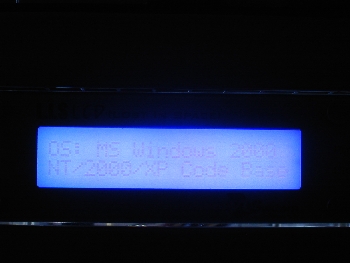 OS: MS Windows 2000
NT/2000/XP Code Base